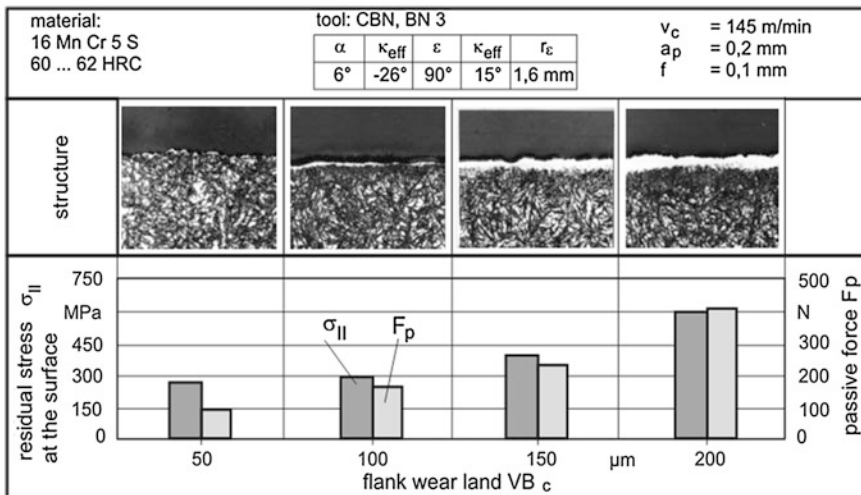 material:
16 Mn Cr 5 S
60 ... 62 HRC
tool: CBN, BN 3
α κeff ε κeff rε
6° -26° 90° 15° 1,6 mm
vc = 145 m/min
ap = 0,2 mm
f = 0,1 mm
structure
residual stress σII
at the surface
750
MPa
450
300
150
0
σII
Fp
500
N
300
200
100
0
passive force Fp
50 100 150 µm 200
flank wear land VB c